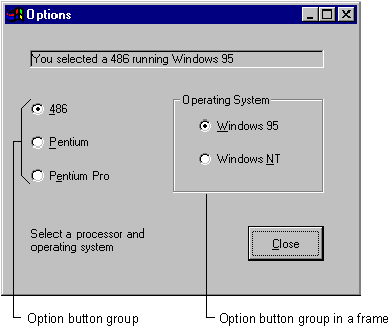 Options
You selected a 486 running Windows 95
486
Pentium
Pentium Pro
Operating System
Windows 95
Windows NT
Select a processor and
operating system
Close
Option button group
Option button group in a frame